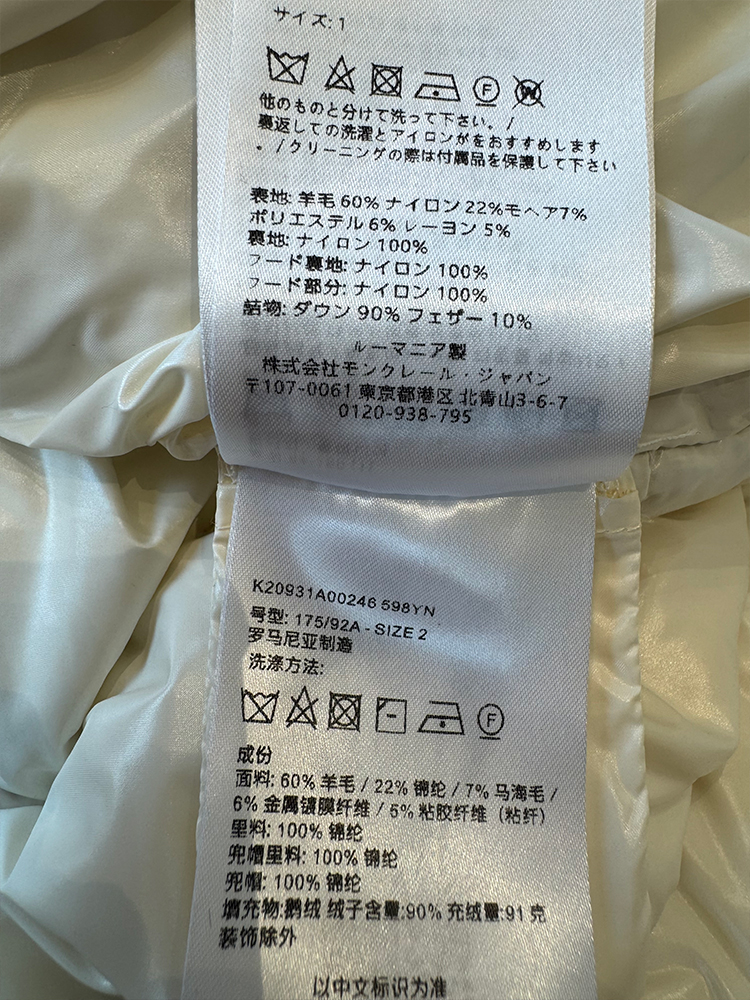 サイズ: 1
F W
他のものと分けて洗って下さい。/
裏返しての洗濯とアイロンがをおすすめします
。/クリーニングの際は付属品を保護して下さい
表地: 羊毛 60% ナイロン 22%モヘア7%
ポリエステル 6% レーヨン 5%
裏地: ナイロン 100%
フード裏地: ナイロン 100%
フード部分: ナイロン 100%
詰物: ダウン 90% フェザー 10%
ルーマニア製
株式会社モンクレール・ジャパン
〒107-0061 東京都港区 北青山3-6-7
0120-938-795
K20931A00246 598YN
号型: 175/92A - SIZE 2
罗马尼亚制造
洗涤方法:
F
成份
面料: 60% 羊毛 / 22% 锦纶 / 7% 马海毛 /
6% 金属镀膜纤维 / 5% 粘胶纤维（粘纤）
里料: 100% 锦纶
兜帽里料: 100% 锦纶
兜帽: 100% 锦纶
填充物:鹅绒 绒子含量:90% 充绒量:91 克
装饰除外
以中文标识为准